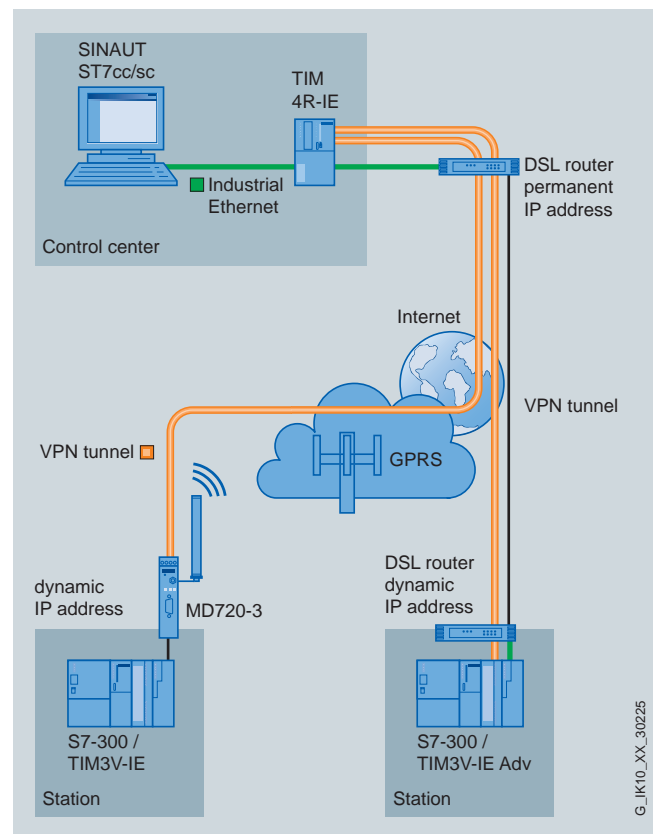 SINAUT
ST7cc/sc
TIM
4R-IE
DSL router
permanent
IP address
Industrial
Ethernet
Control center
Internet
VPN tunnel
VPN tunnel
GPRS
DSL router
dynamic
IP address
dynamic
IP address
MD720-3
S7-300 /
TIM3V-IE
Station
S7-300 /
TIM3V-IE Adv
Station
G_IK10_XX_30225